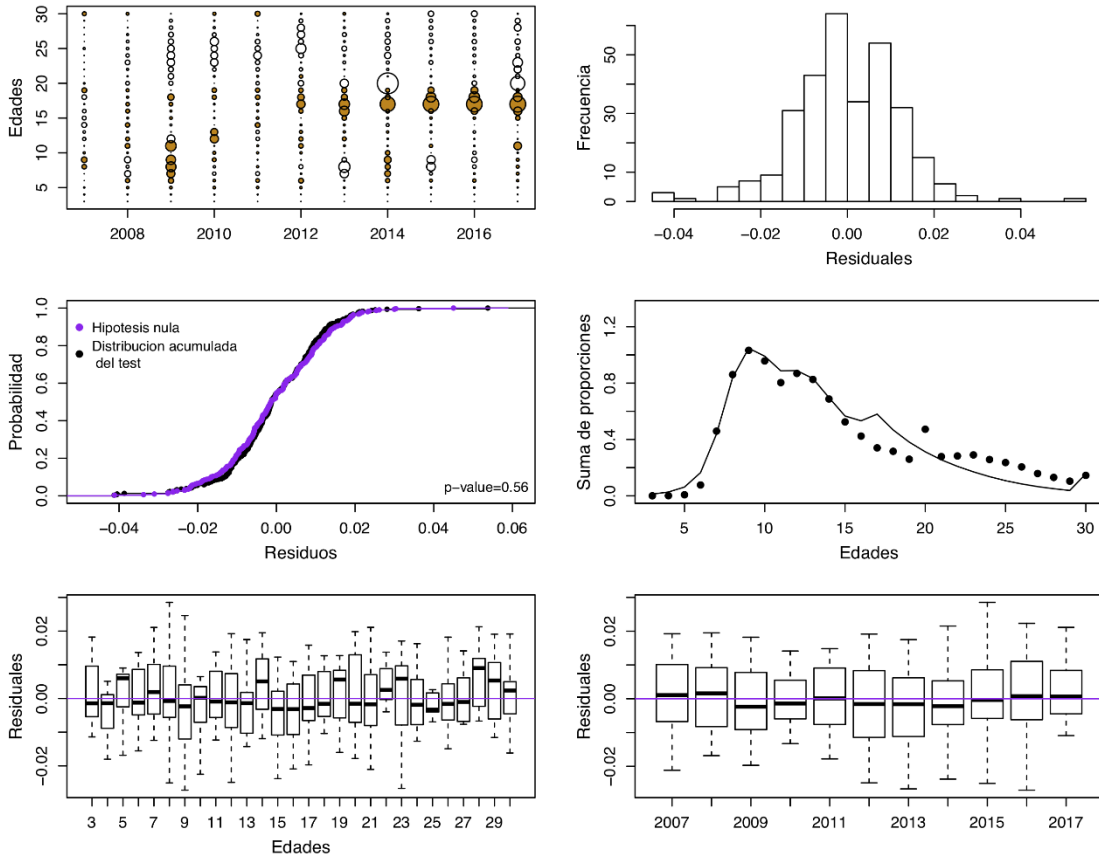 Edades
5 10 15 20 25 30
2008 2010 2012 2014 2016
Frecuencia
0 10 30 50
−0.04 −0.02 0.00 0.02 0.04
Residuales
Probabilidad
0.0 0.2 0.4 0.6 0.8 1.0
Hipotesis nula
Distribucion acumulada
del test
p-value=0.56
−0.04 −0.02 0.00 0.02 0.04 0.06
Residuos
Suma de proporciones
0.0 0.4 0.8 1.2
5 10 15 20 25 30
Edades
Residuales
−0.02 0.00 0.02
3 5 7 9 11 13 15 17 19 21 23 25 27 29
Edades
Residuales
−0.02 0.00 0.02
2007 2009 2011 2013 2015 2017